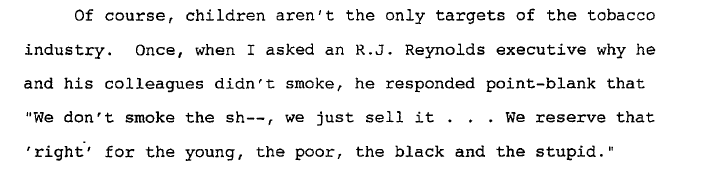 Of course, children aren't the only targets of the tobacco
industry.  Once, when I asked an R.J. Reynolds executive why he
and his colleagues didn't smoke, he responded point-blank that
"We don't smoke the sh--, we just sell it . . . We reserve that
'right' for the young, the poor, the black and the stupid."